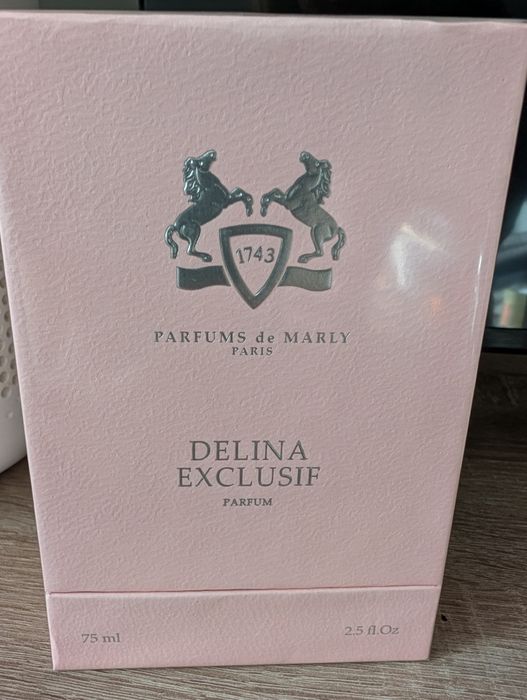 1743
PARFUMS de MARLY
PARIS
DELINA
EXCLUSIF
PARFUM
75 ml 2.5 fl.Oz